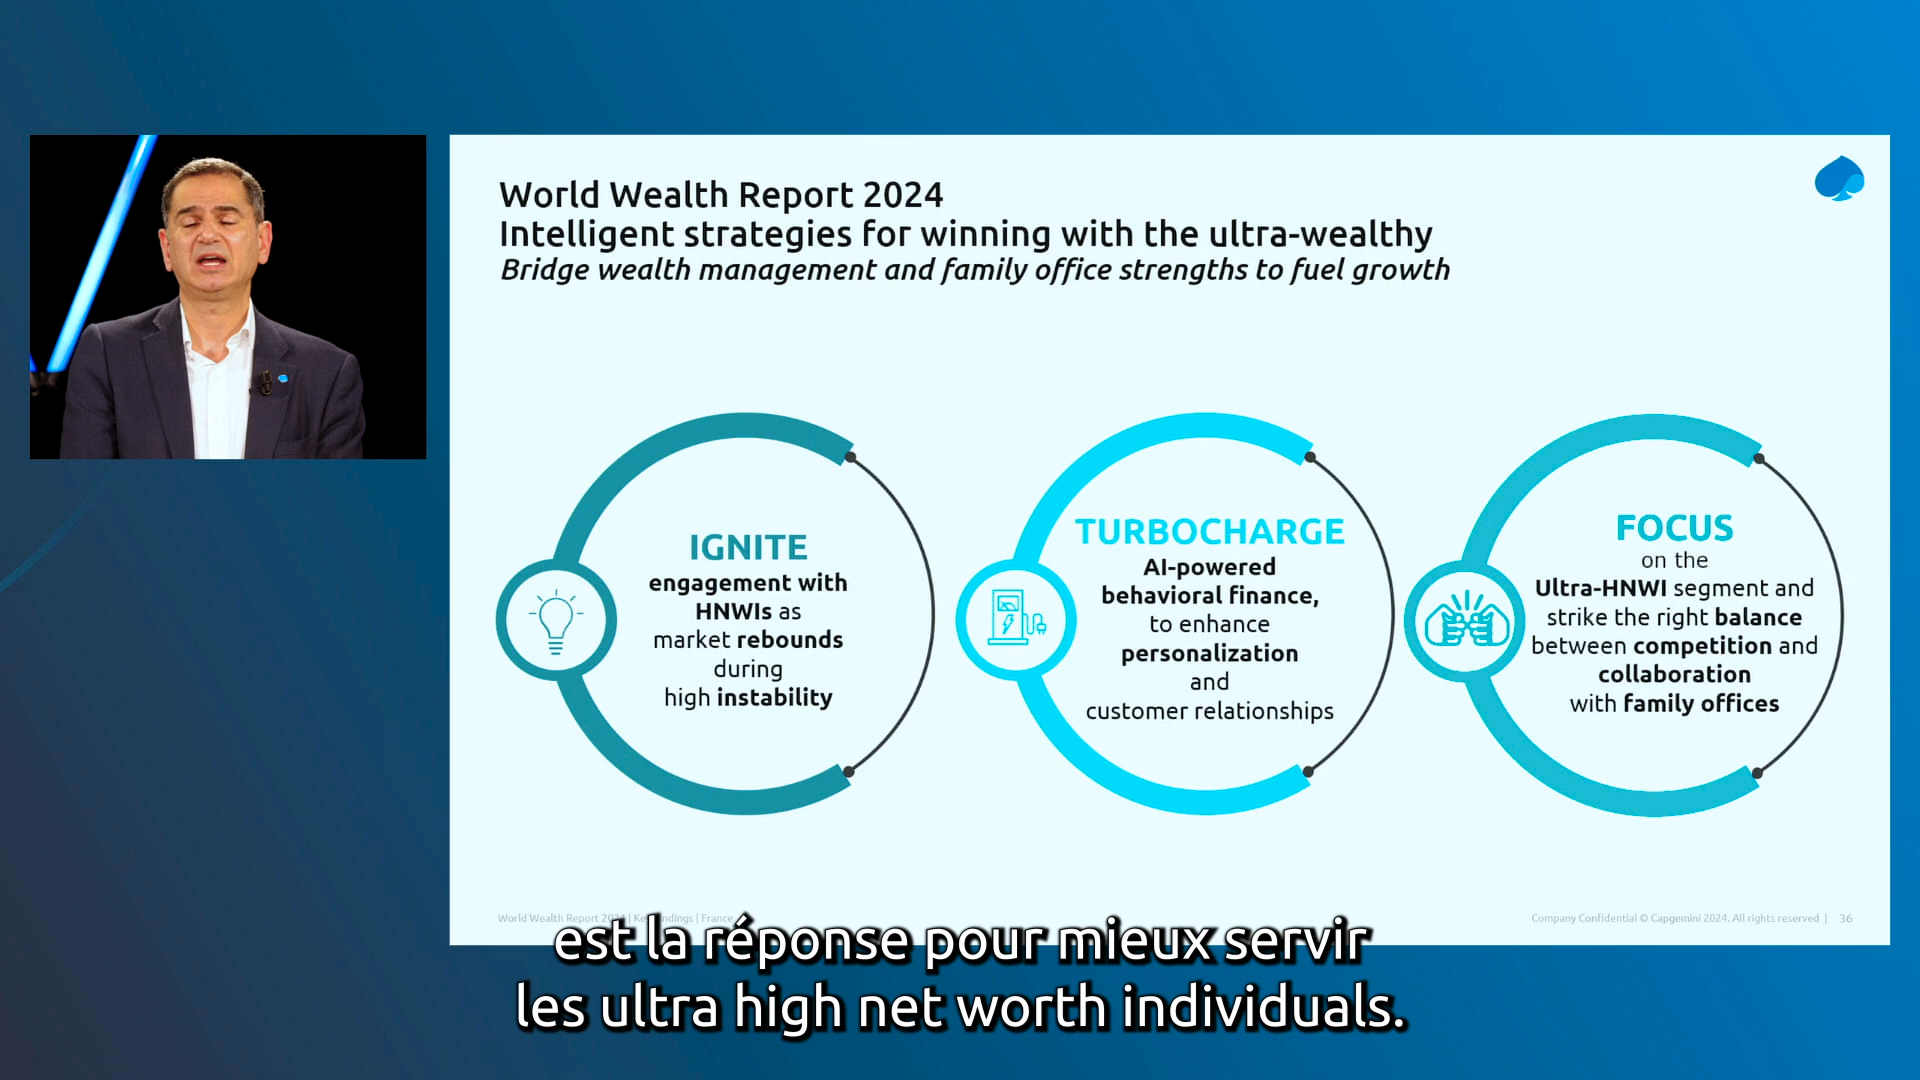 World Wealth Report 2024
Intelligent strategies for winning with the ultra-wealthy
Bridge wealth management and family office strengths to fuel growth
IGNITE
engagement with
HNWIs as
market rebounds
during
high instability
TURBOCHARGE
AI-powered
behavioral finance,
to enhance
personalization
and
customer relationships
FOCUS
on the
Ultra-HNWI segment and
strike the right balance
between competition and
collaboration
with family offices
World Wealth Report | France
Company Confidential © Capgemini 2024. All rights reserved | 36
est la réponse pour mieux servir
les ultra high net worth individuals.